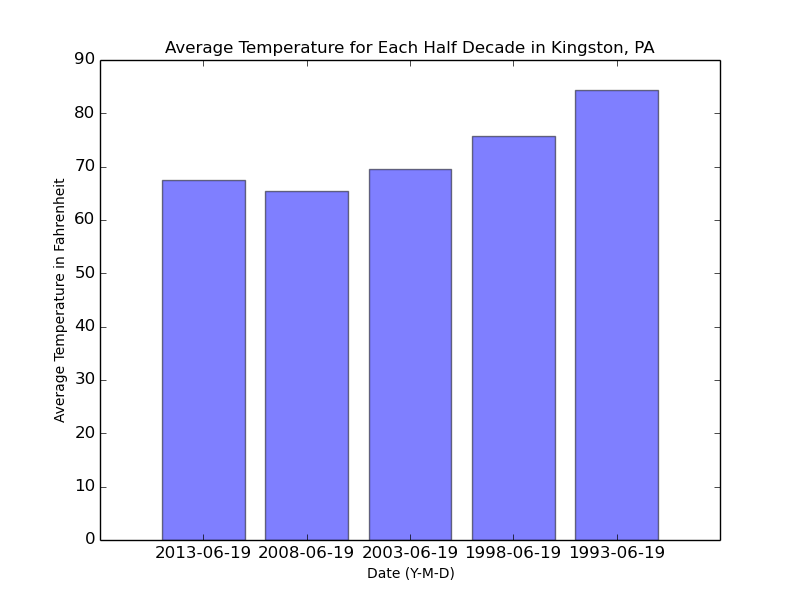 Average Temperature for Each Half Decade in Kingston, PA
90
80
70
60
50
40
30
20
10
0
Average Temperature in Fahrenheit
2013-06-19 2008-06-19 2003-06-19 1998-06-19 1993-06-19
Date (Y-M-D)